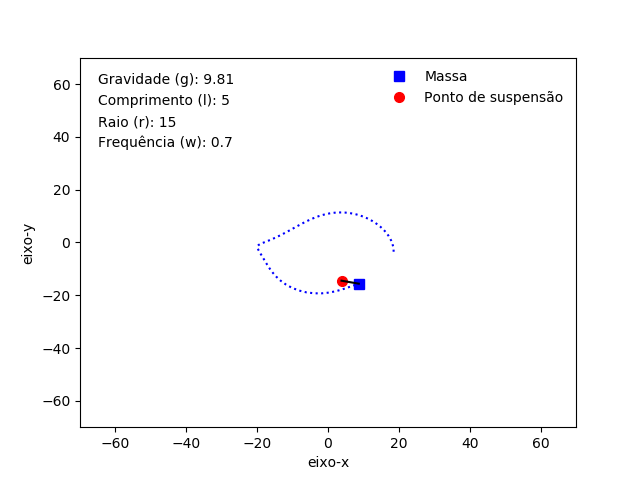 Gravidade (g): 9.81
Comprimento (l): 5
Raio (r): 15
Frequência (w): 0.7
Massa
Ponto de suspensão
eixo-y
60
40
20
0
−20
−40
−60
−60 −40 −20 0 20 40 60
eixo-x